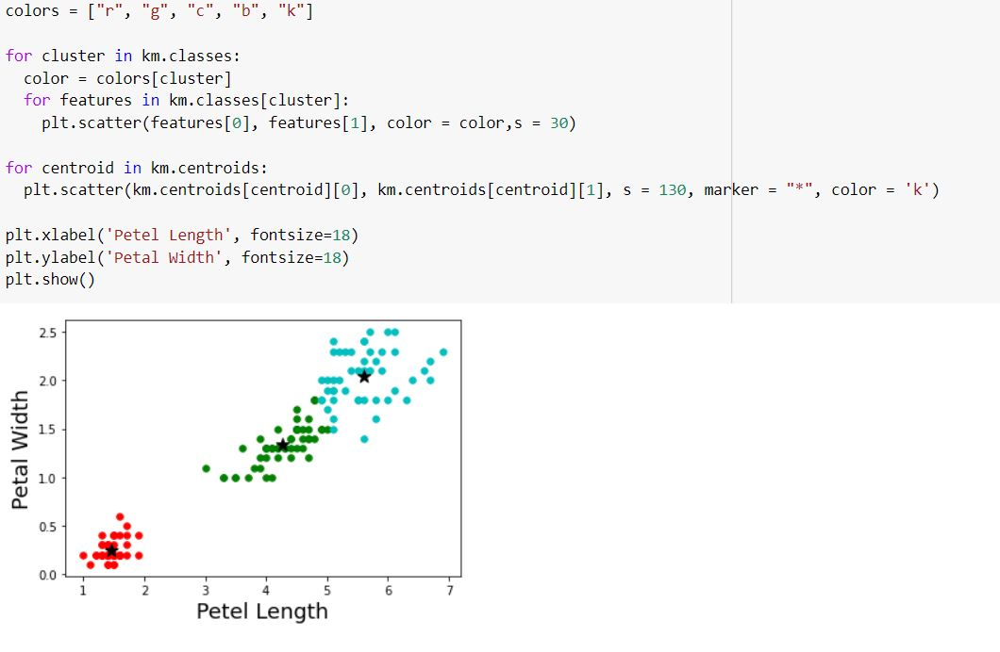 colors = ["r", "g", "c", "b", "k"]
for cluster in km.classes:
  color = colors[cluster]
  for features in km.classes[cluster]:
    plt.scatter(features[0], features[1], color = color,s = 30)
for centroid in km.centroids:
  plt.scatter(km.centroids[centroid][0], km.centroids[centroid][1], s = 130, marker = "*", color = 'k')
plt.xlabel('Petel Length', fontsize=18)
plt.ylabel('Petal Width', fontsize=18)
plt.show()
2.5
2.0
1.5
1.0
0.5
0.0
Petal Width
1 2 3 4 5 6 7
Petel Length